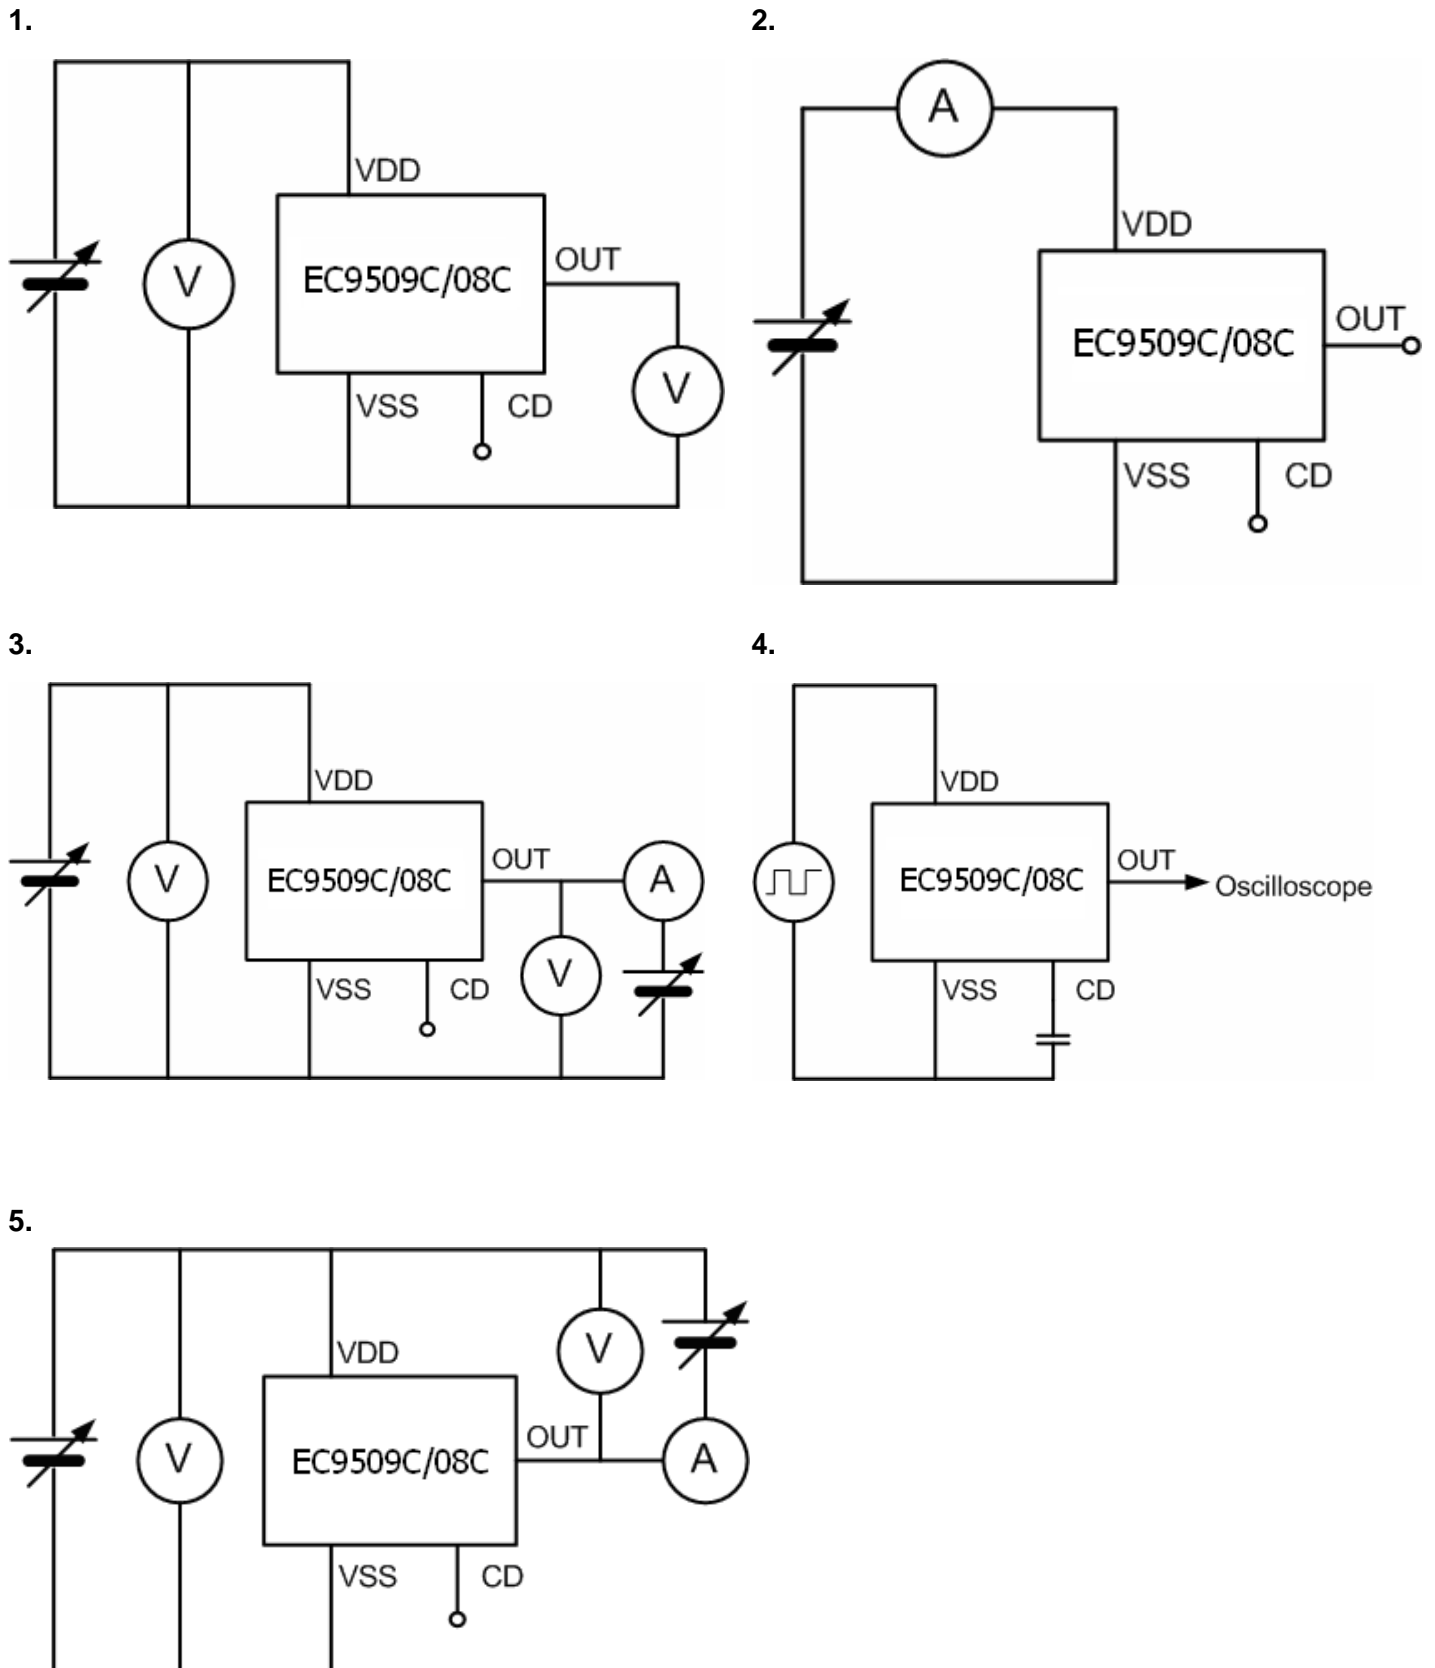 1.
VDD
V
EC9509C/08C
OUT
V
VSS
CD
2.
A
VDD
EC9509C/08C
OUT
VSS
CD
3.
VDD
V
EC9509C/08C
OUT
A
V
VSS
CD
4.
VDD
EC9509C/08C
OUT
Oscilloscope
VSS
CD
5.
VDD
V
V
EC9509C/08C
OUT
A
VSS
CD